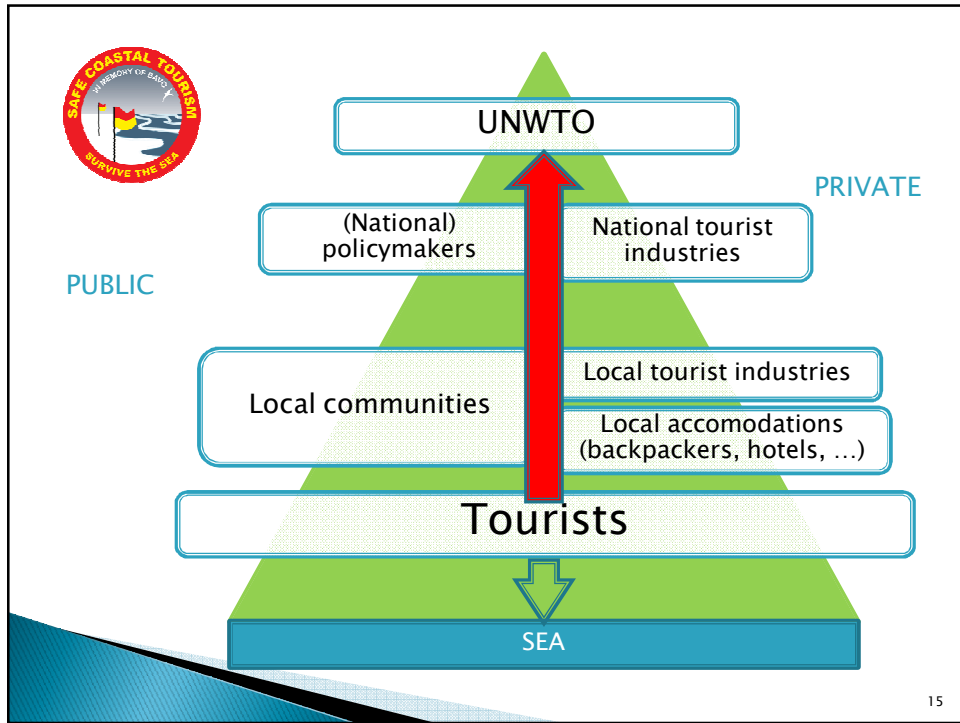 SAFE COASTAL TOURISM
IN MEMORY OF BAVO
SURVIVE THE SEA
UNWTO
PRIVATE
(National)
policymakers
National tourist
industries
PUBLIC
Local communities
Local tourist industries
Local accomodations
(backpackers, hotels, …)
Tourists
SEA
15